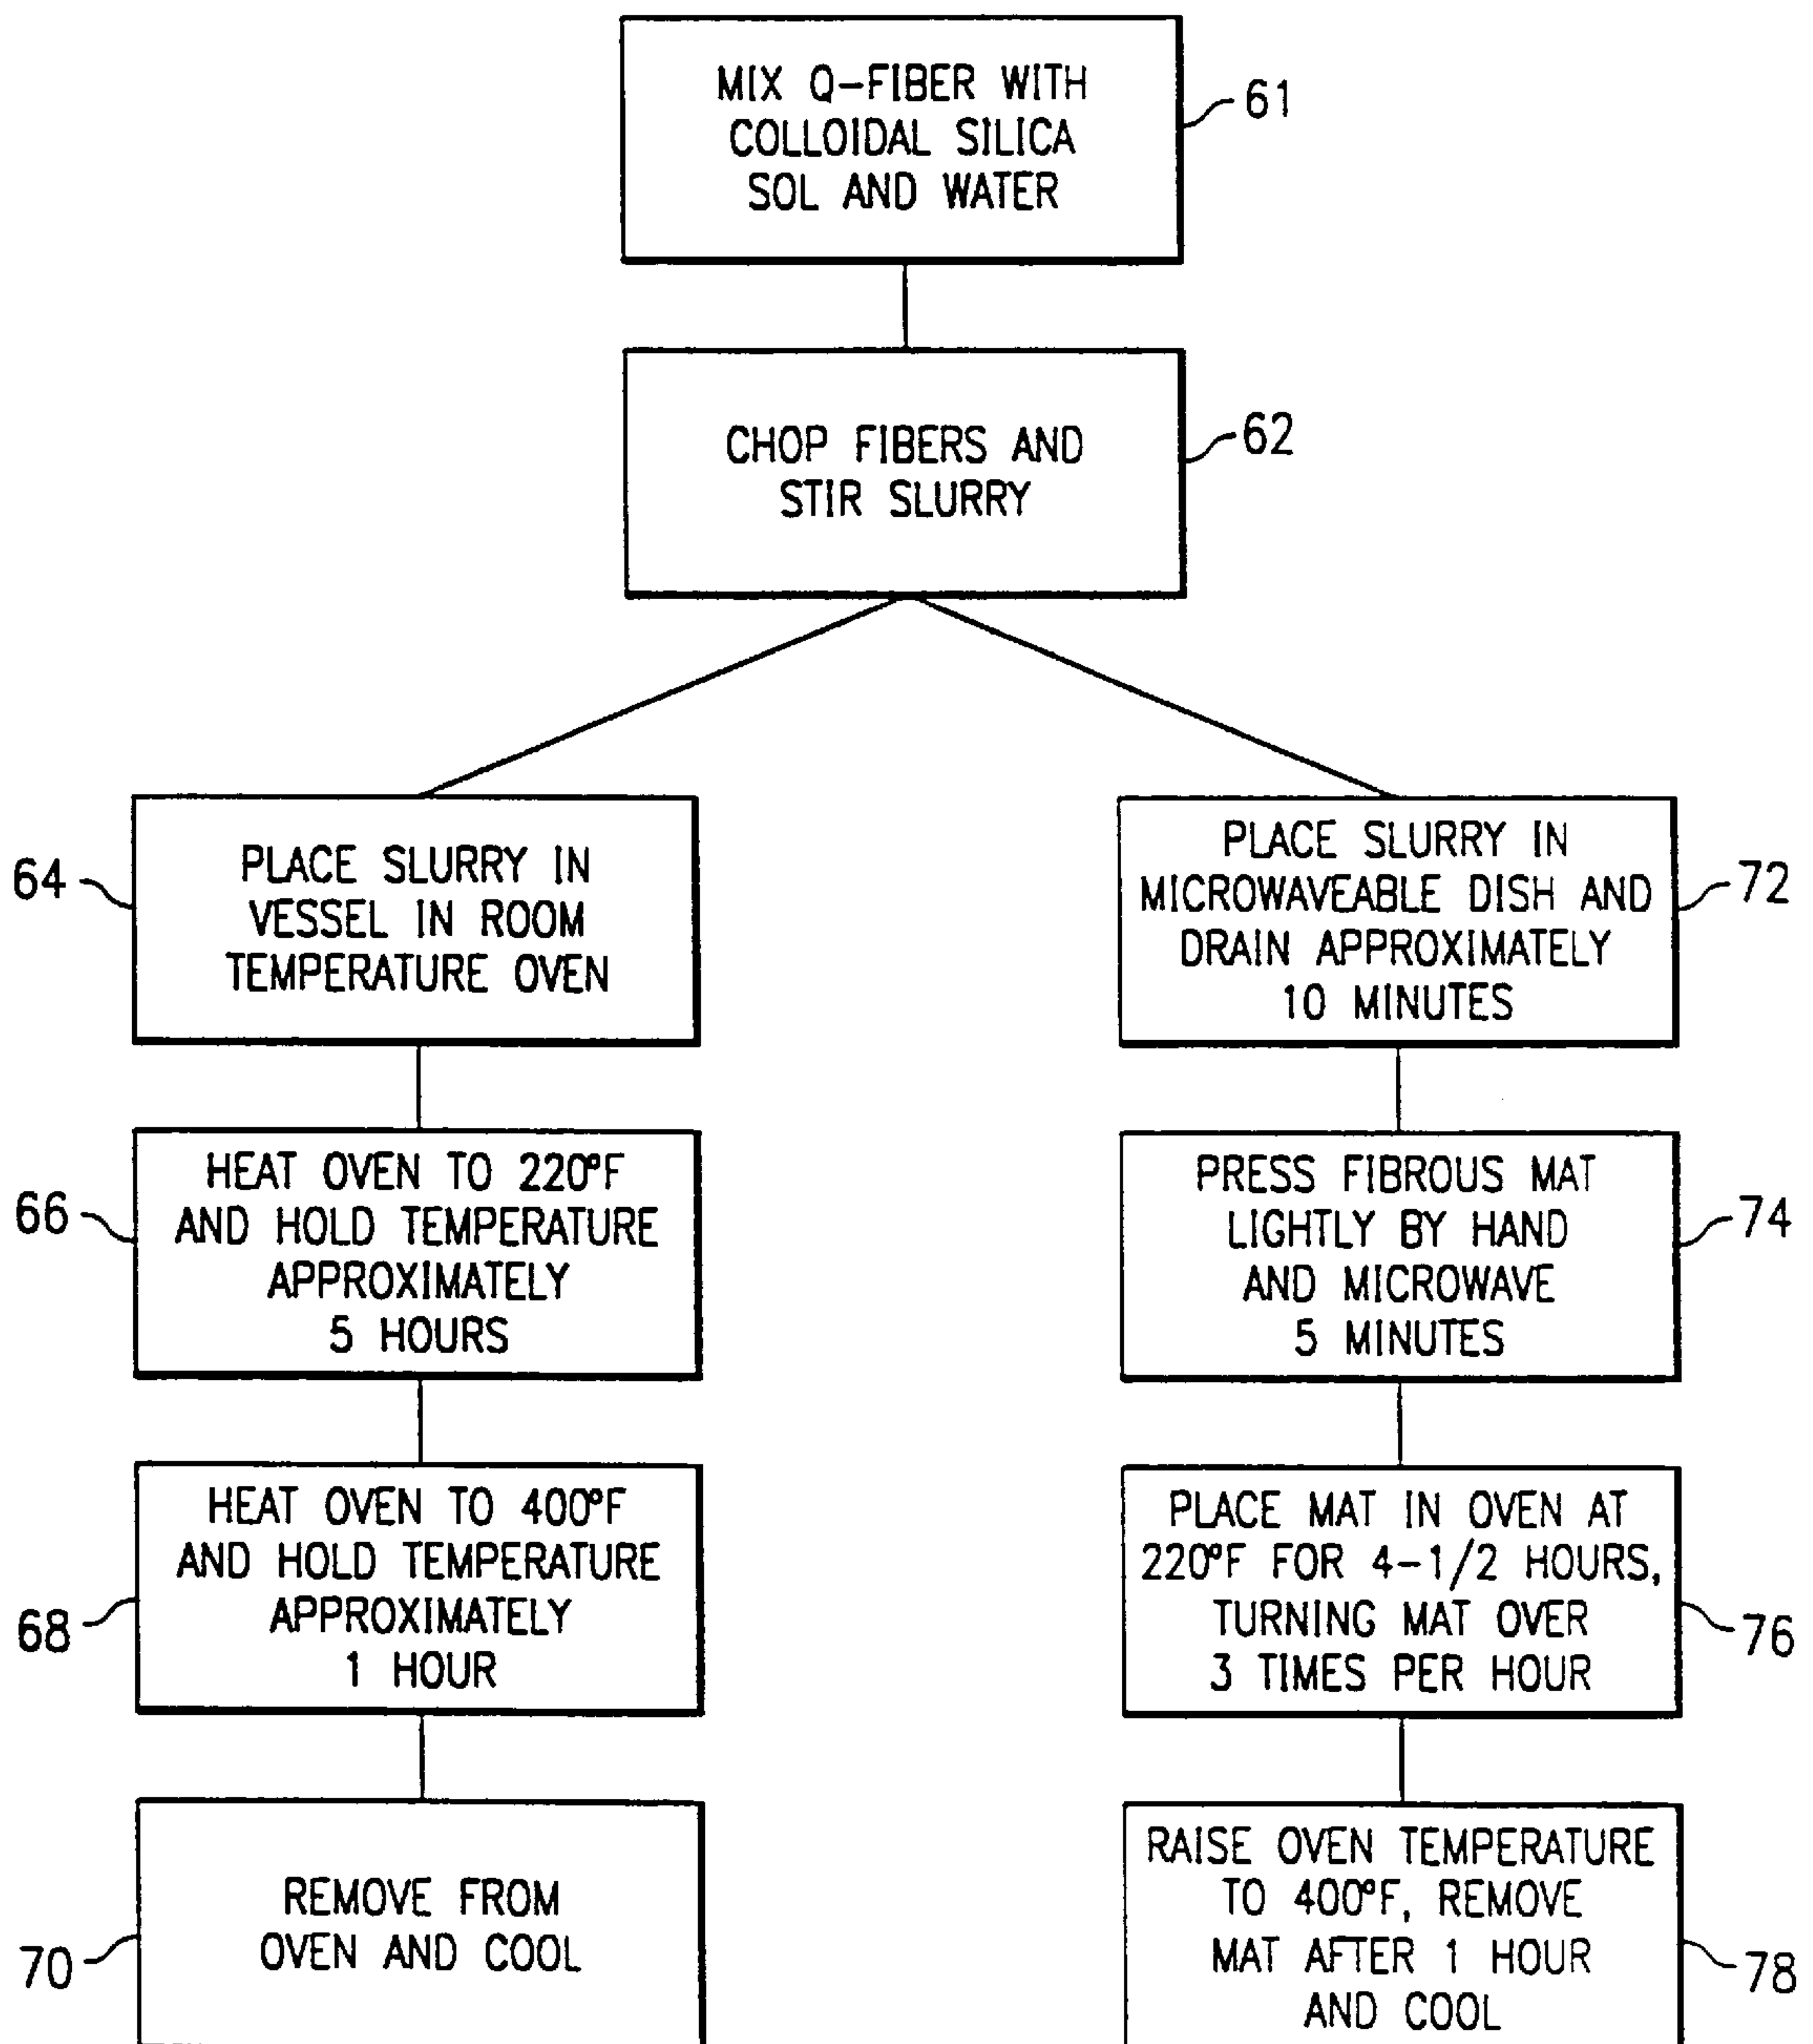 MIX Q-FIBER WITH
COLLOIDAL SILICA
SOL AND WATER
61
CHOP FIBERS AND
STIR SLURRY
62
64
PLACE SLURRY IN
VESSEL IN ROOM
TEMPERATURE OVEN
66
HEAT OVEN TO 220°F
AND HOLD TEMPERATURE
APPROXIMATELY
5 HOURS
68
HEAT OVEN TO 400°F
AND HOLD TEMPERATURE
APPROXIMATELY
1 HOUR
70
REMOVE FROM
OVEN AND COOL
PLACE SLURRY IN
MICROWAVEABLE DISH AND
DRAIN APPROXIMATELY
10 MINUTES
72
PRESS FIBROUS MAT
LIGHTLY BY HAND
AND MICROWAVE
5 MINUTES
74
PLACE MAT IN OVEN AT
220°F FOR 4-1/2 HOURS,
TURNING MAT OVER
3 TIMES PER HOUR
76
RAISE OVEN TEMPERATURE
TO 400°F, REMOVE
MAT AFTER 1 HOUR
AND COOL
78